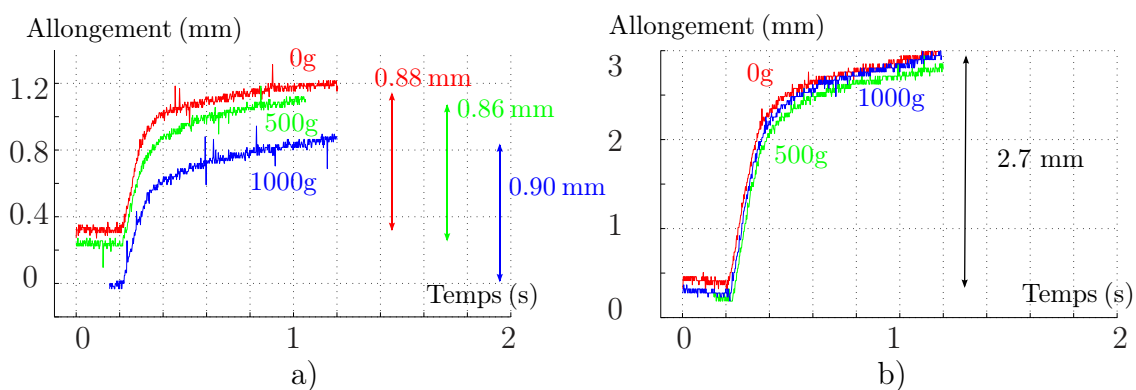 Allongement (mm)
0g
0.88 mm
1.2
500g
0.86 mm
0.8
1000g
0.90 mm
0.4
0
Temps (s)
0 1 2
a)
Allongement (mm)
3
0g
1000g
2
500g
2.7 mm
1
Temps (s)
0
0 1 2
b)